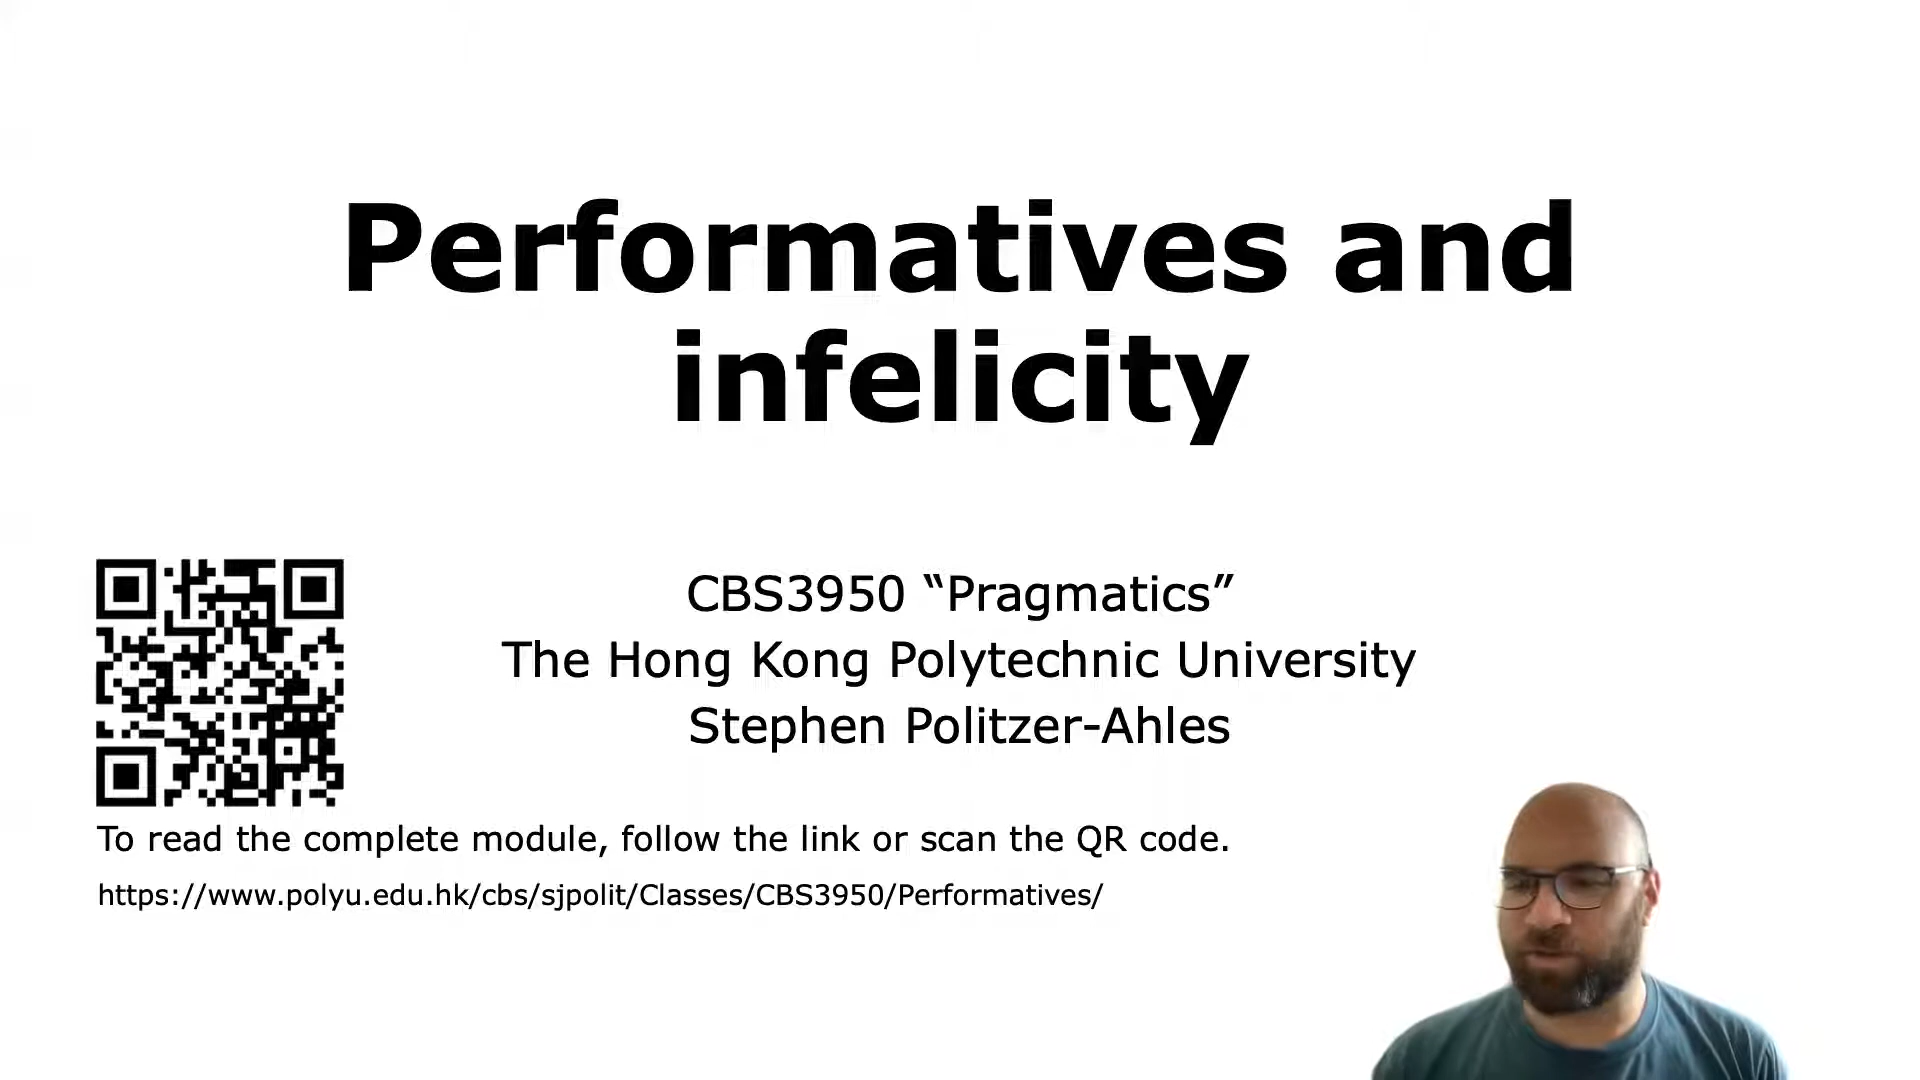 Performatives and
infelicity
CBS3950 “Pragmatics”
The Hong Kong Polytechnic University
Stephen Politzer-Ahles
To read the complete module, follow the link or scan the QR code.
https://www.polyu.edu.hk/cbs/sjpolit/Classes/CBS3950/Performatives/